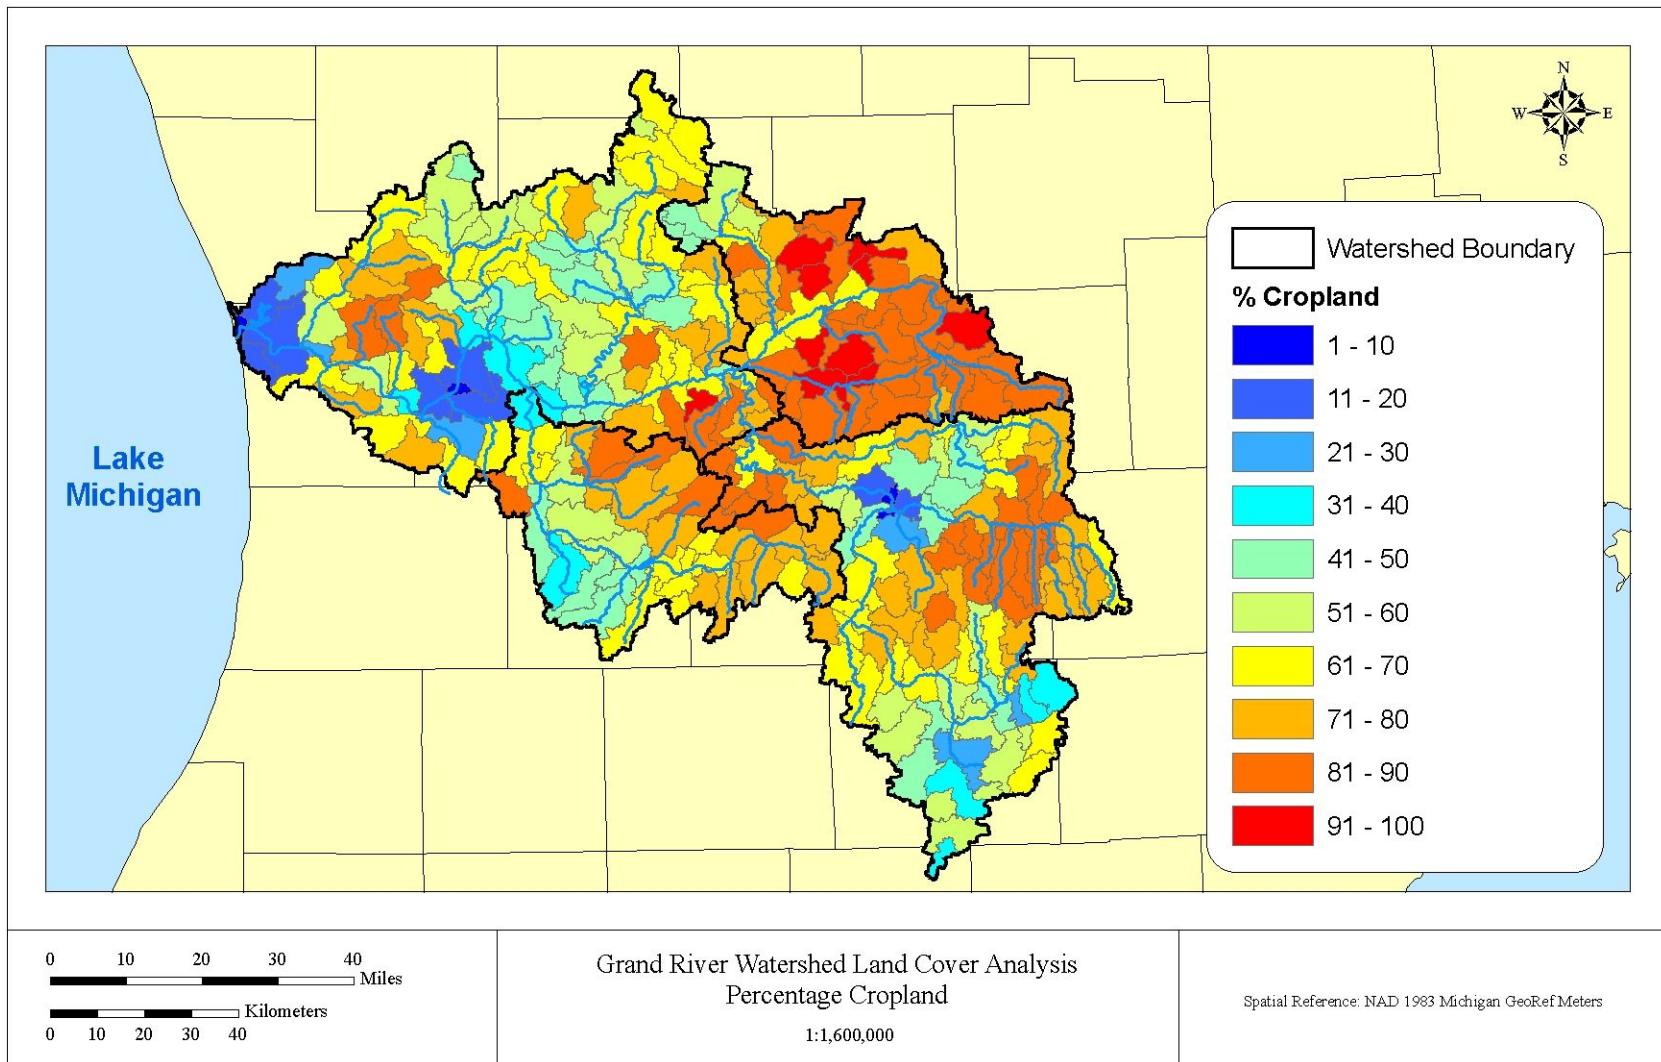 N
W E
S
Watershed Boundary
% Cropland
1 - 10
11 - 20
21 - 30
31 - 40
41 - 50
51 - 60
61 - 70
71 - 80
81 - 90
91 - 100
Lake
Michigan
0 10 20 30 40
Miles
Kilometers
0 10 20 30 40
Grand River Watershed Land Cover Analysis
Percentage Cropland
1:1,600,000
Spatial Reference: NAD 1983 Michigan GeoRef Meters